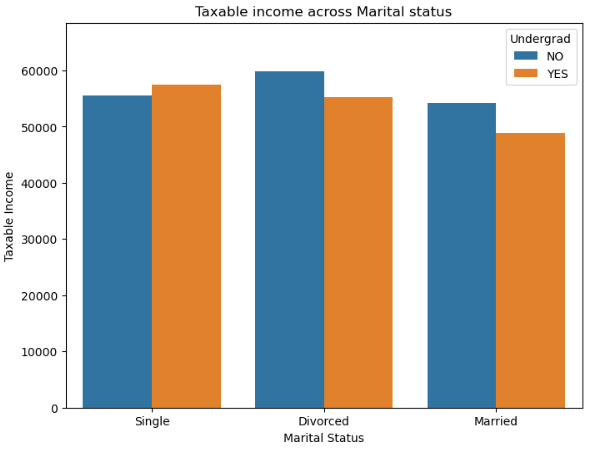 Taxable income across Marital status
Undergrad
NO
YES
60000
50000
40000
30000
20000
10000
0
Taxable Income
Single
Divorced
Married
Marital Status